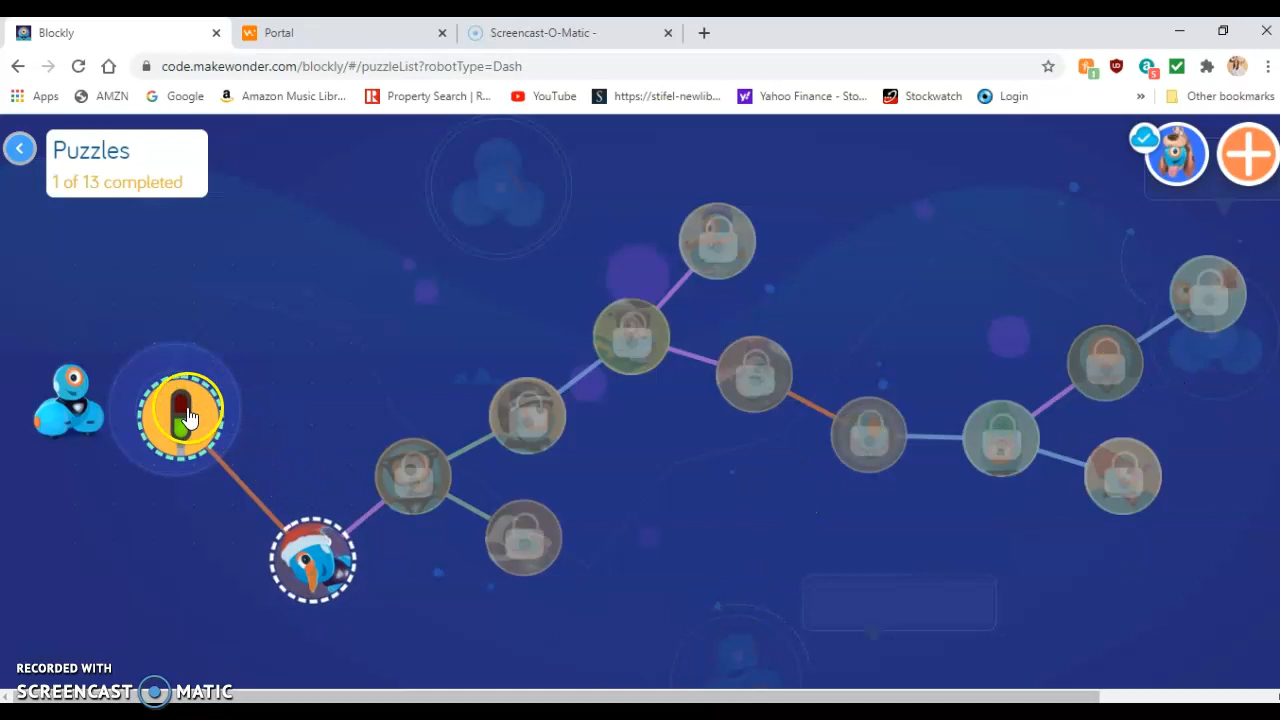 Blockly
Portal
Screencast-O-Matic -
code.makewonder.com/blockly/#/puzzleList?robotType=Dash
1
5
Apps
AMZN
Google
Amazon Music Libr...
Property Search | R...
YouTube
https://stifel-newlib...
Yahoo Finance - Sto...
Stockwatch
Login
»
Other bookmarks
Puzzles
1 of 13 completed
RECORDED WITH
SCREENCAST MATIC